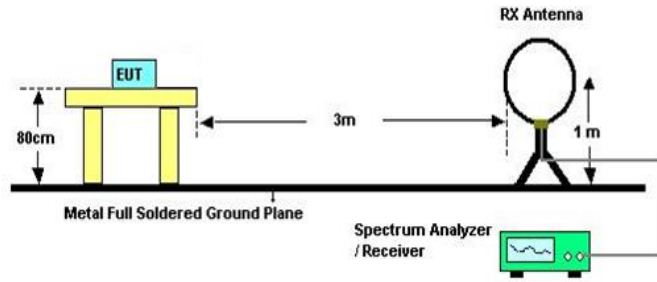 RX Antenna
EUT
3m
80cm
1 m
Metal Full Soldered Ground Plane
Spectrum Analyzer
/ Receiver